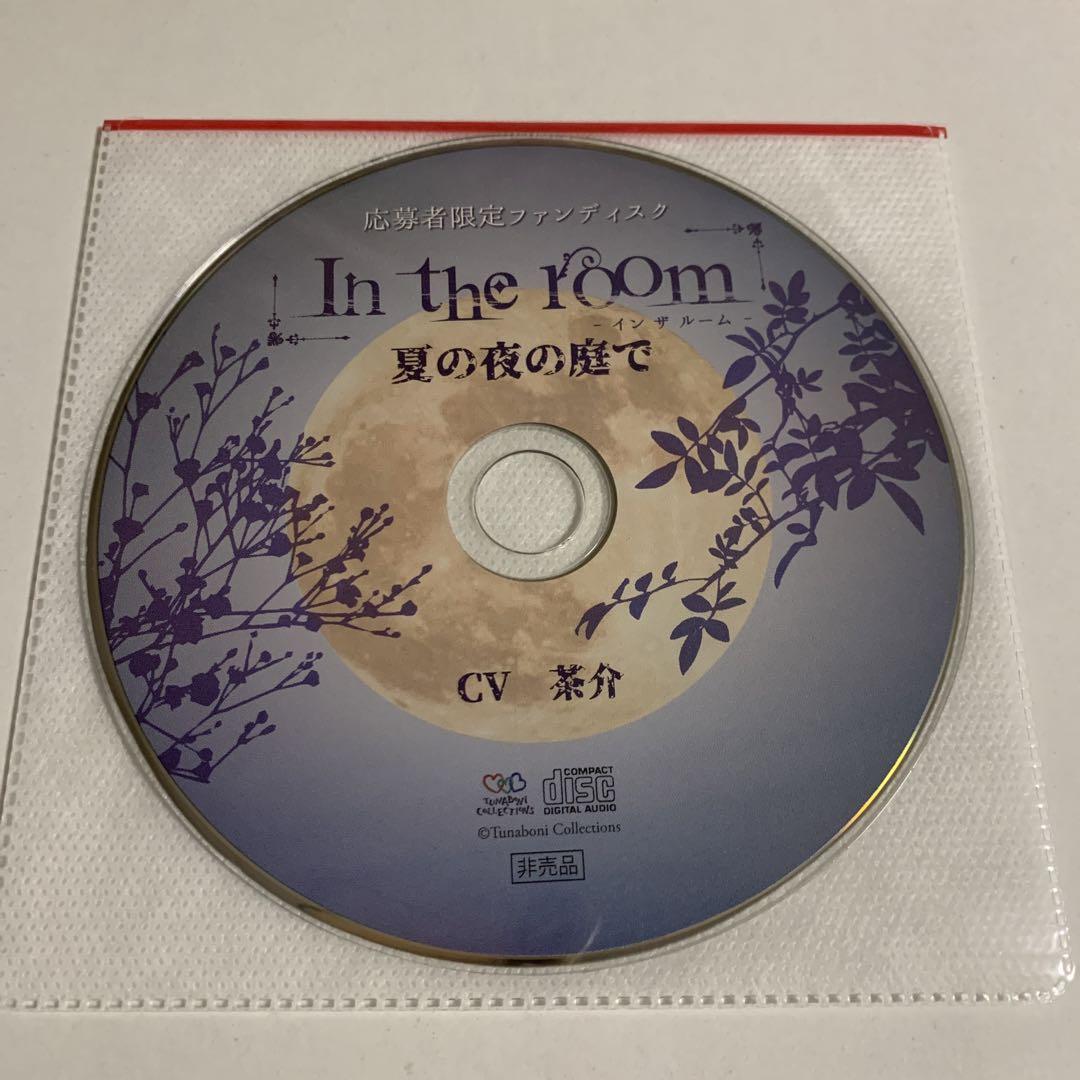 応募者限定ファンディスク
In the room
- イン ザ ルーム -
夏の夜の庭で
CV 茶介
TUNABONI
COLLECTIONS
COMPACT
disc
DIGITAL AUDIO
©Tunaboni Collections
非売品